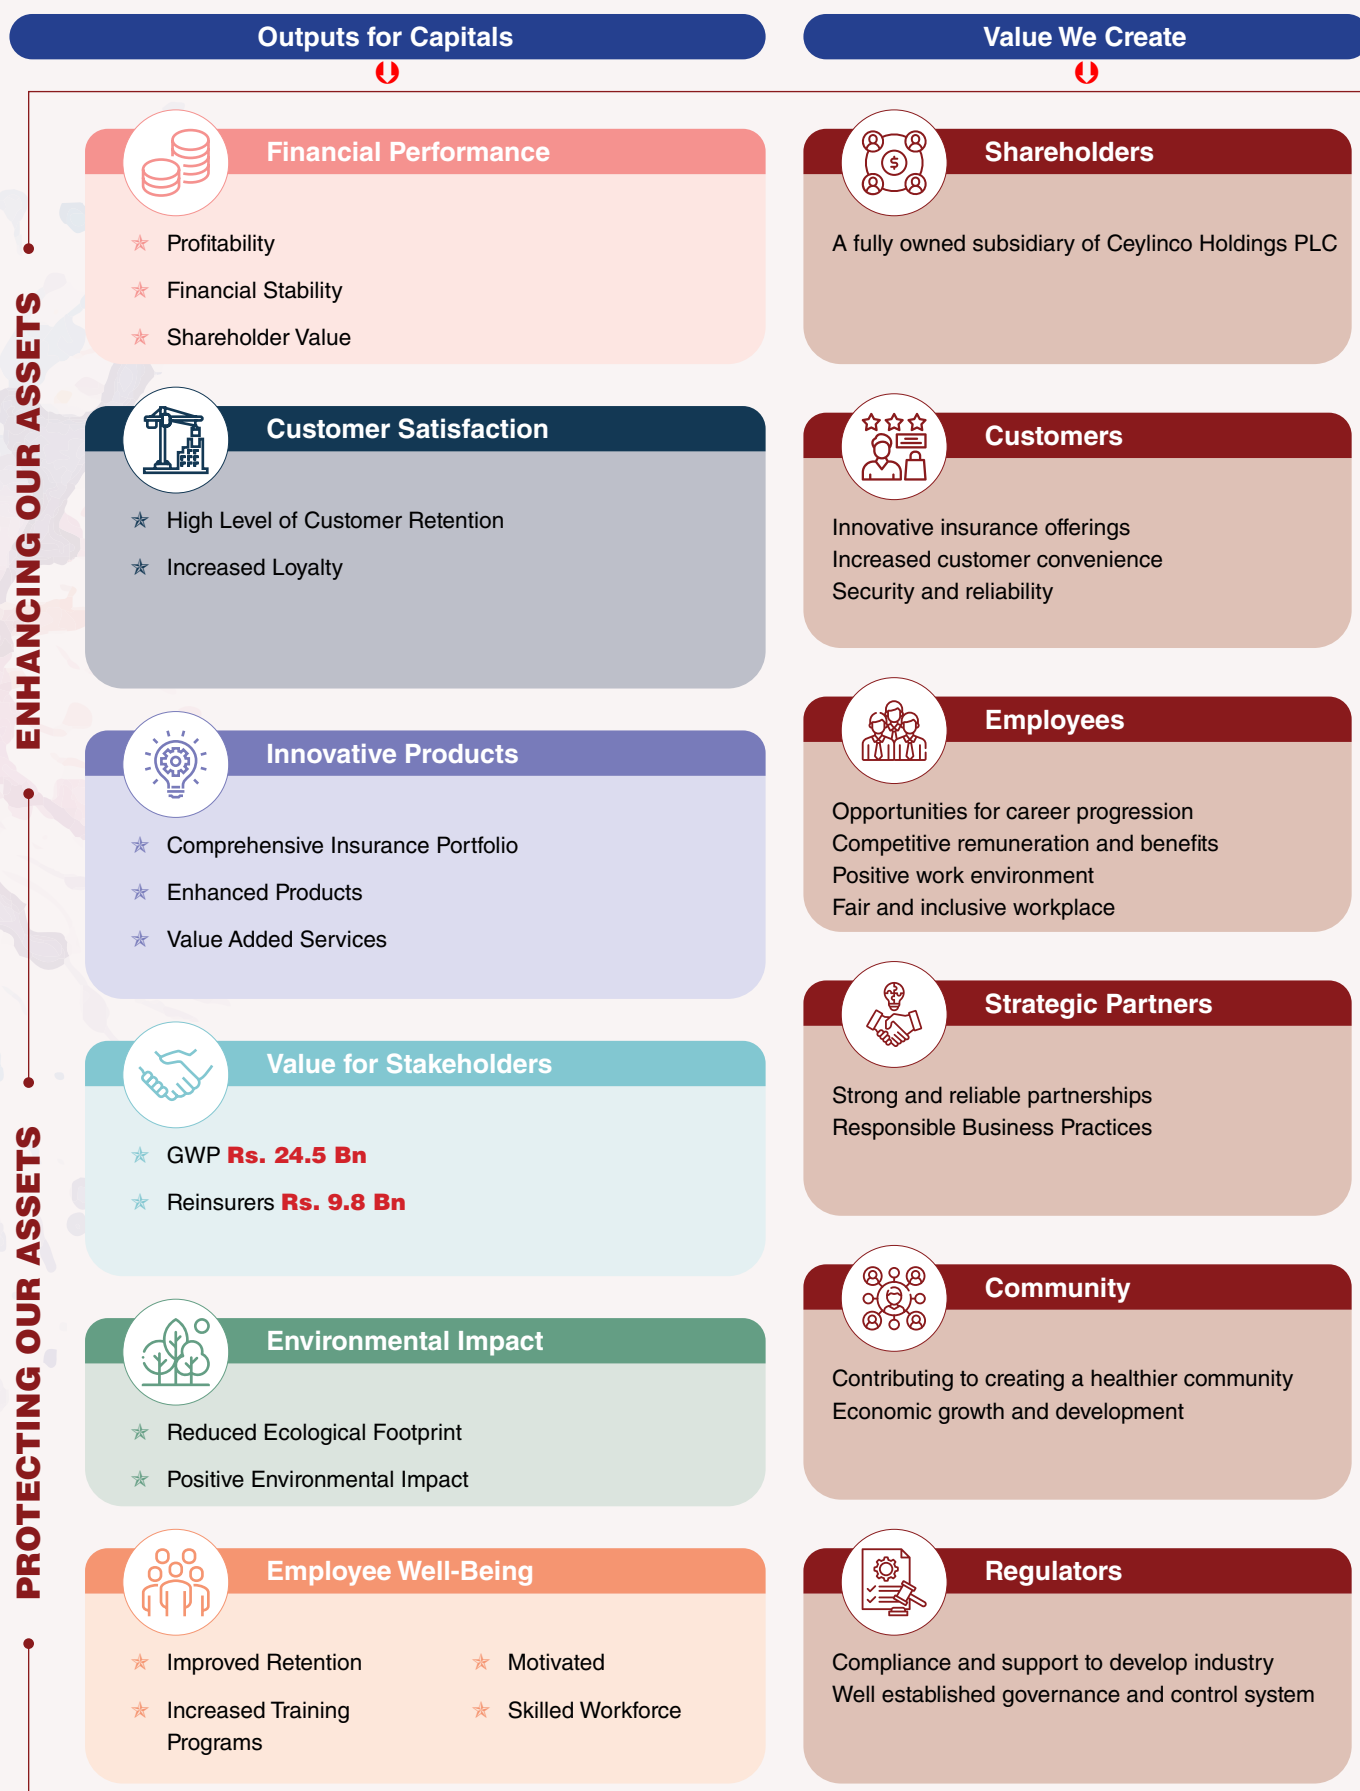 Outputs for Capitals
Financial Performance
Profitability
Financial Stability
Shareholder Value
Customer Satisfaction
High Level of Customer Retention
Increased Loyalty
Innovative Products
Comprehensive Insurance Portfolio
Enhanced Products
Value Added Services
Value for Stakeholders
GWP Rs. 24.5 Bn
Reinsurers Rs. 9.8 Bn
Environmental Impact
Reduced Ecological Footprint
Positive Environmental Impact
Employee Well-Being
Improved Retention
Increased Training
Programs
Motivated
Skilled Workforce
Value We Create
Shareholders
$
A fully owned subsidiary of Ceylinco Holdings PLC
Customers
Innovative insurance offerings
Increased customer convenience
Security and reliability
Employees
Opportunities for career progression
Competitive remuneration and benefits
Positive work environment
Fair and inclusive workplace
Strategic Partners
Strong and reliable partnerships
Responsible Business Practices
Community
Contributing to creating a healthier community
Economic growth and development
Regulators
Compliance and support to develop industry
Well established governance and control system
ENHANCING OUR ASSETS
PROTECTING OUR ASSETS